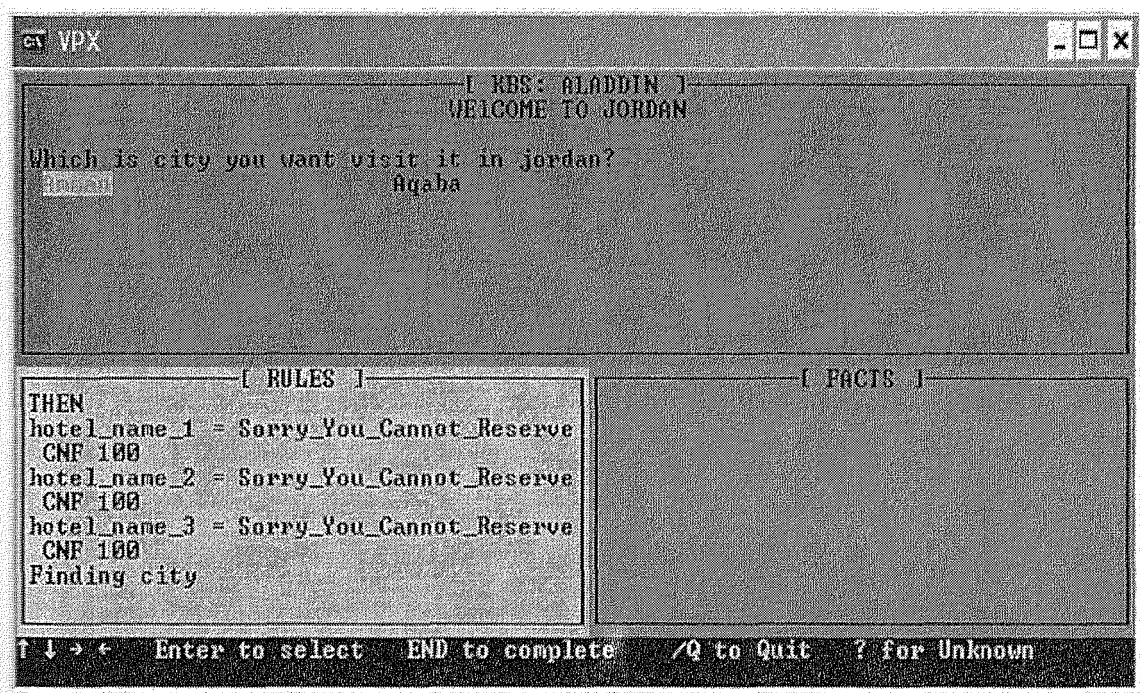 VPX
[ KBS: ALADDIN ]
WElCOME TO JORDAN
Which is city you want visit it in jordan?
Aqaba
[ RULES ]
THEN
hotel_name_1 = Sorry_You_Cannot_Reserve
CNF 100
hotel_name_2 = Sorry_You_Cannot_Reserve
CNF 100
hotel_name_3 = Sorry_You_Cannot_Reserve
CNF 100
Finding city
[ FACTS ]
↑ ↓ → ← Enter to select END to complete /Q to Quit ? for Unknown